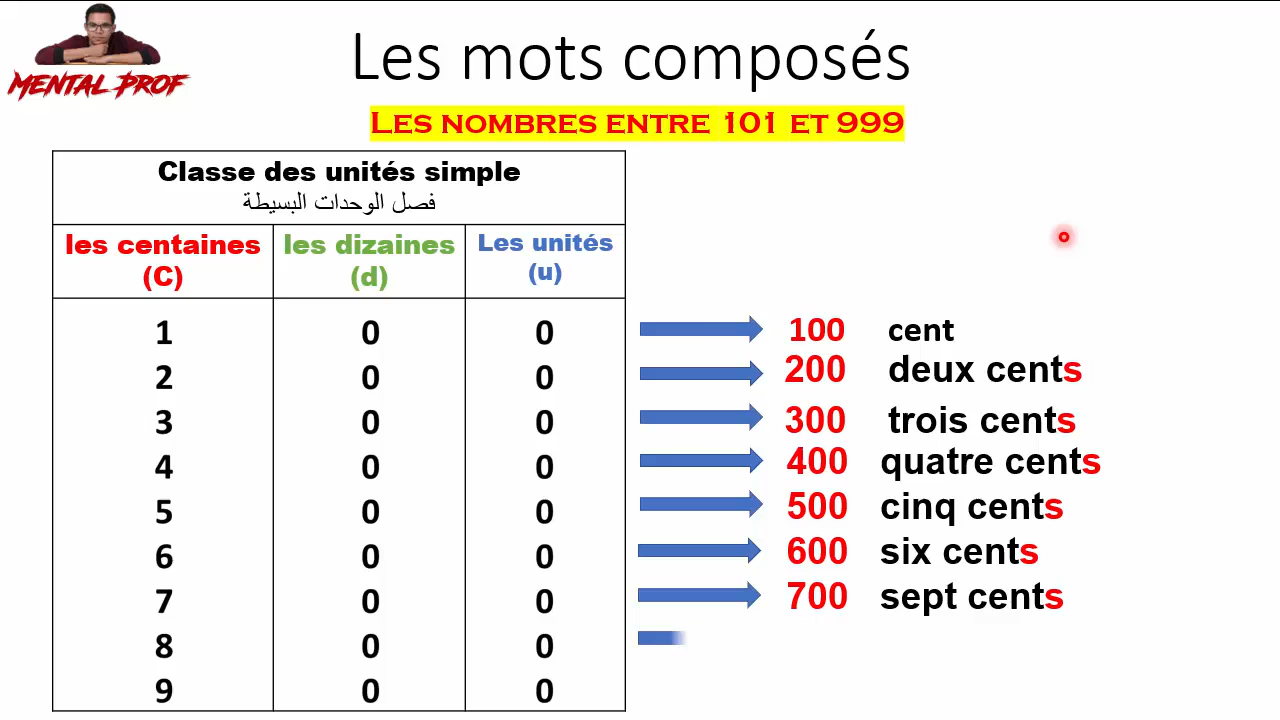 MENTAL PROF
Les mots composés
LES NOMBRES ENTRE 101 ET 999
Classe des unités simple
فصل الوحدات البسيطة
les centaines (C)
les dizaines (d)
Les unités (u)
1 0 0 100 cent
2 0 0 200 deux cents
3 0 0 300 trois cents
4 0 0 400 quatre cents
5 0 0 500 cinq cents
6 0 0 600 six cents
7 0 0 700 sept cents
8 0 0
9 0 0